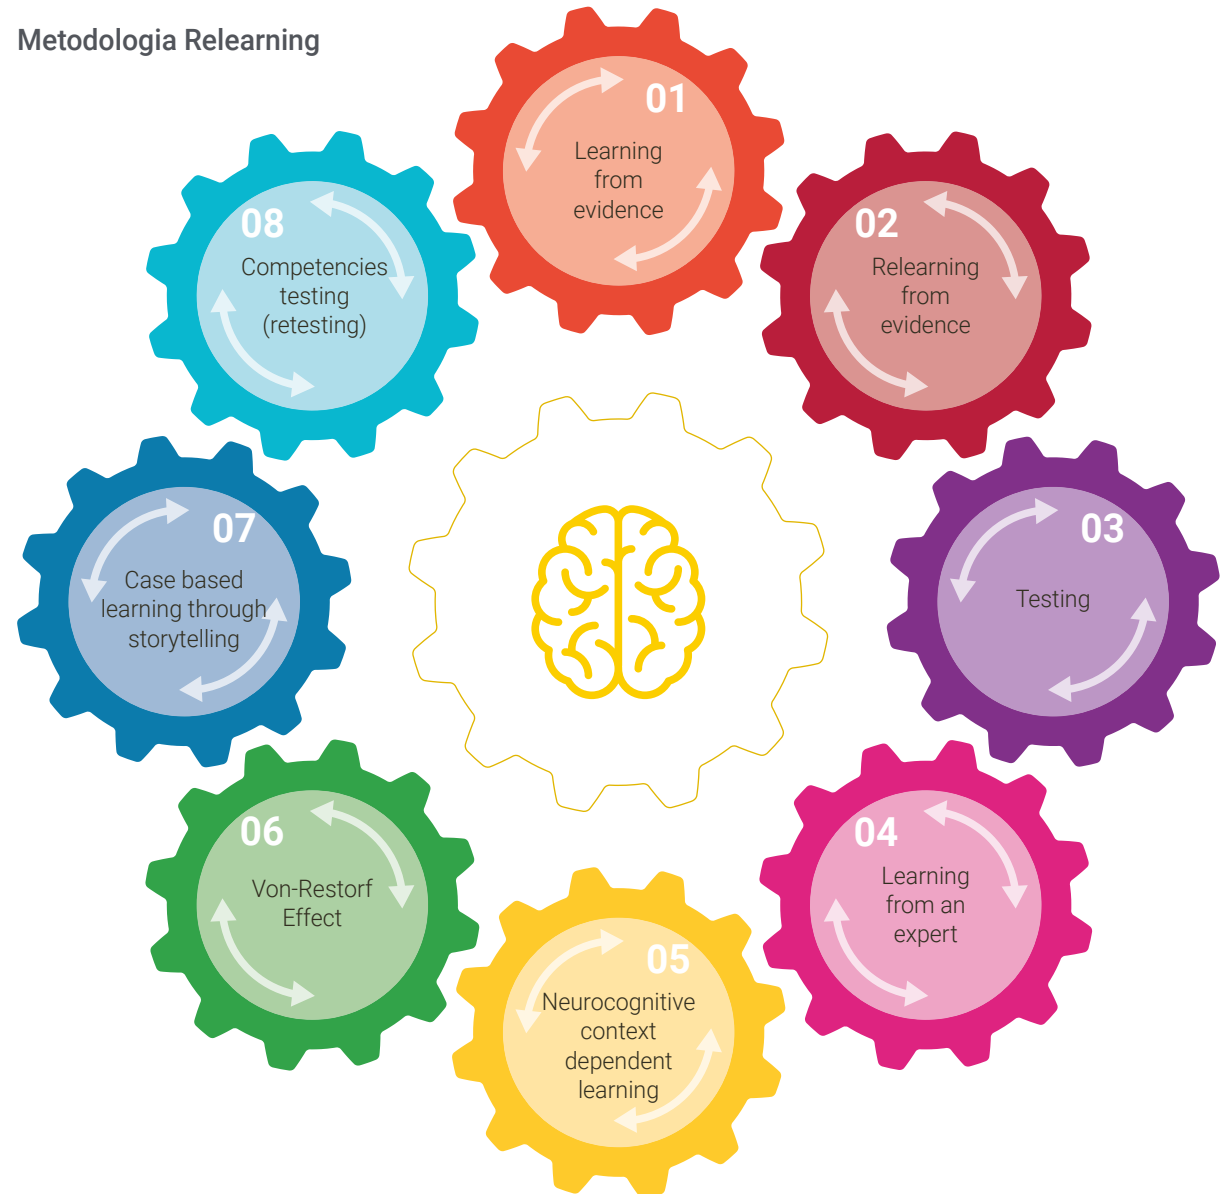 Metodologia Relearning
01
Learning
from
evidence
02
Relearning
from
evidence
03
Testing
04
Learning
from an
expert
05
Neurocognitive
context
dependent
learning
06
Von-Restorf
Effect
07
Case based
learning through
storytelling
08
Competencies
testing
(retesting)